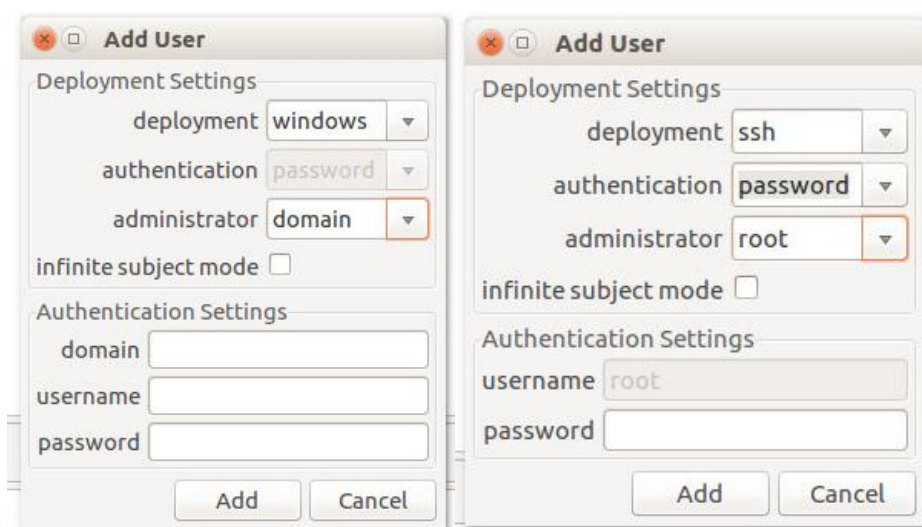 Add User
Deployment Settings
deployment windows
authentication password
administrator domain
infinite subject mode
Authentication Settings
domain
username
password
Add Cancel
Add User
Deployment Settings
deployment ssh
authentication password
administrator root
infinite subject mode
Authentication Settings
username root
password
Add Cancel